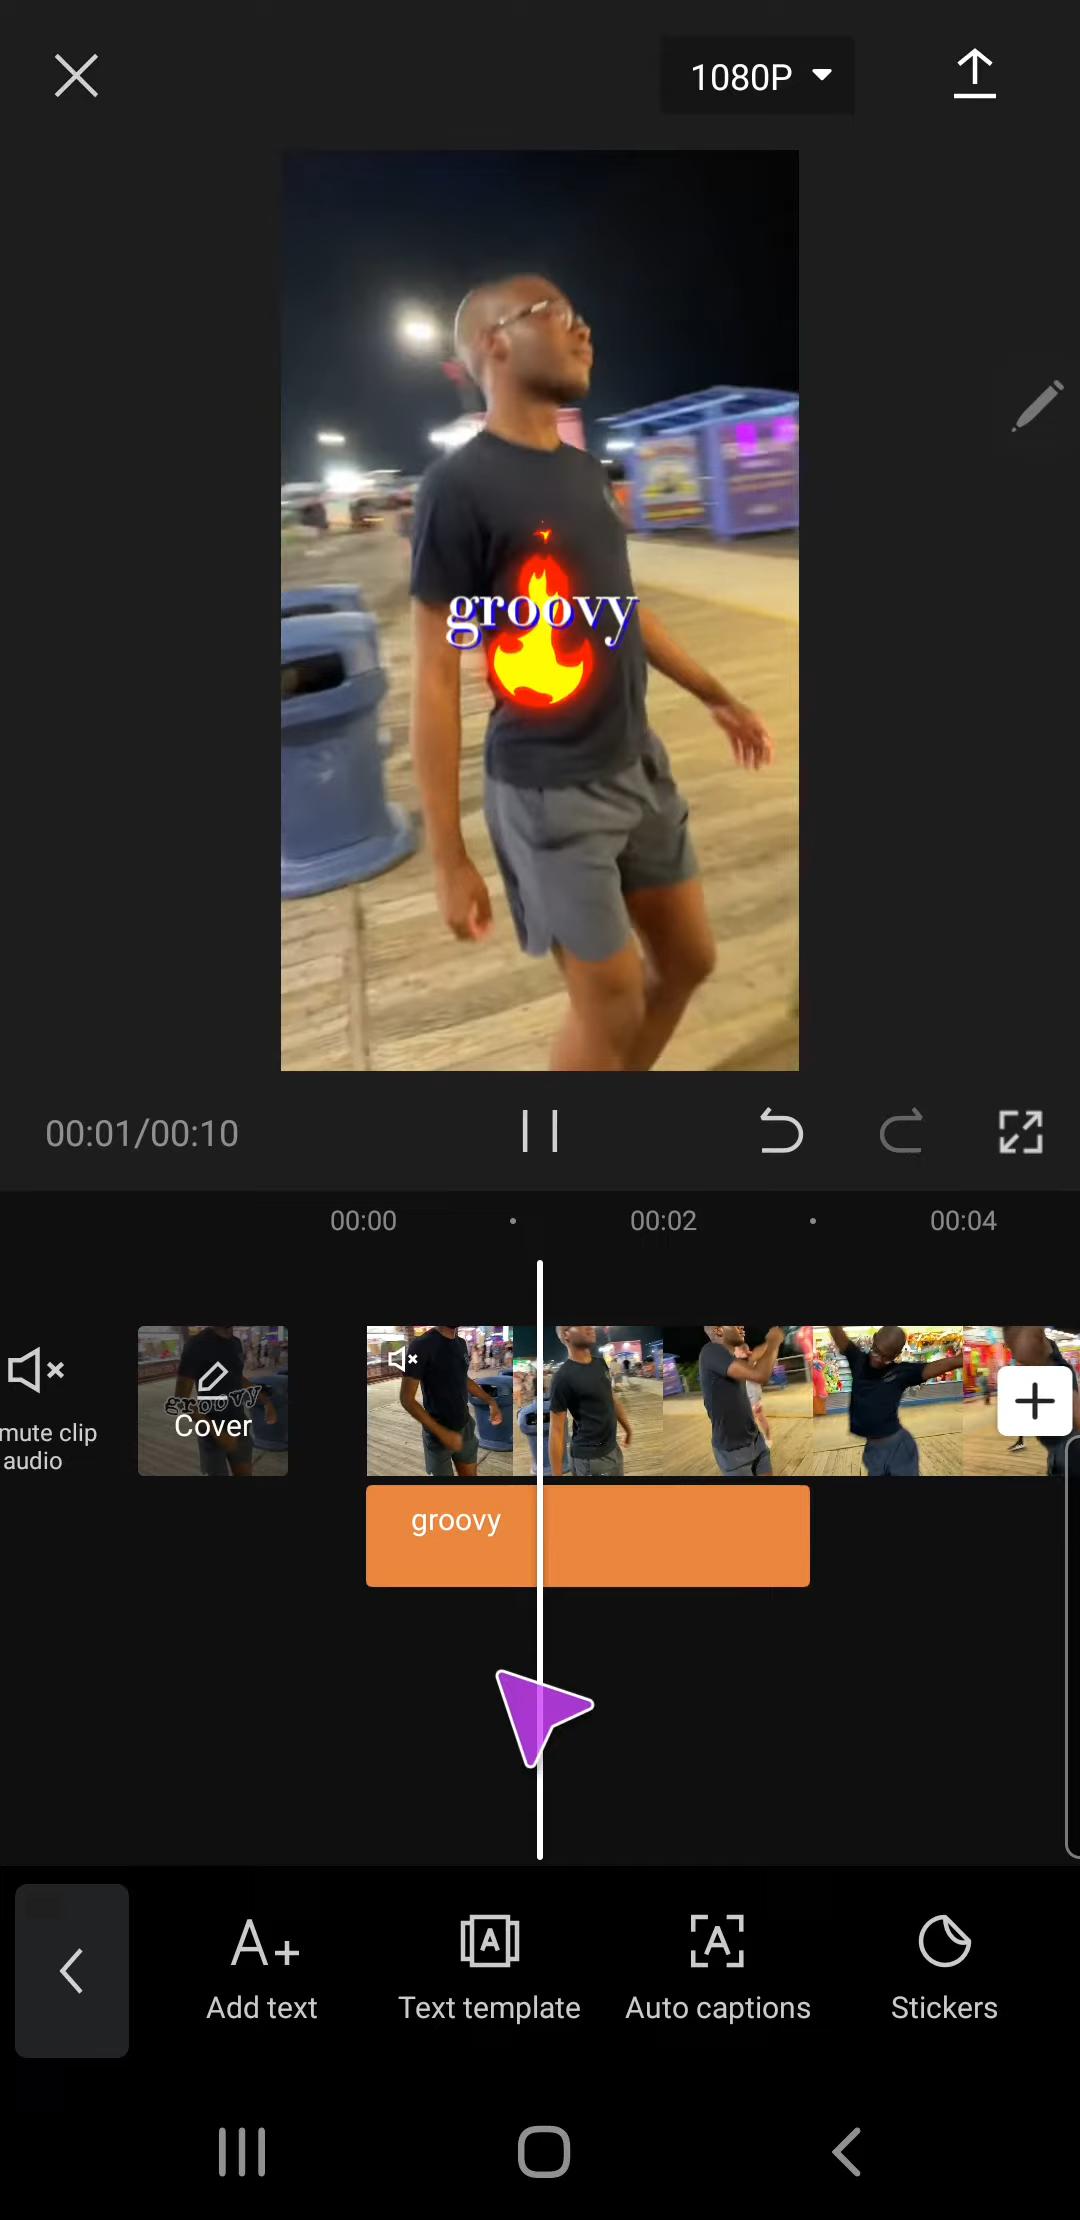 1080P
groovy
00:01/00:10
00:00
00:02
00:04
mute clip
audio
groovy
Cover
groovy
A+
A
A
Add text
Text template
Auto captions
Stickers